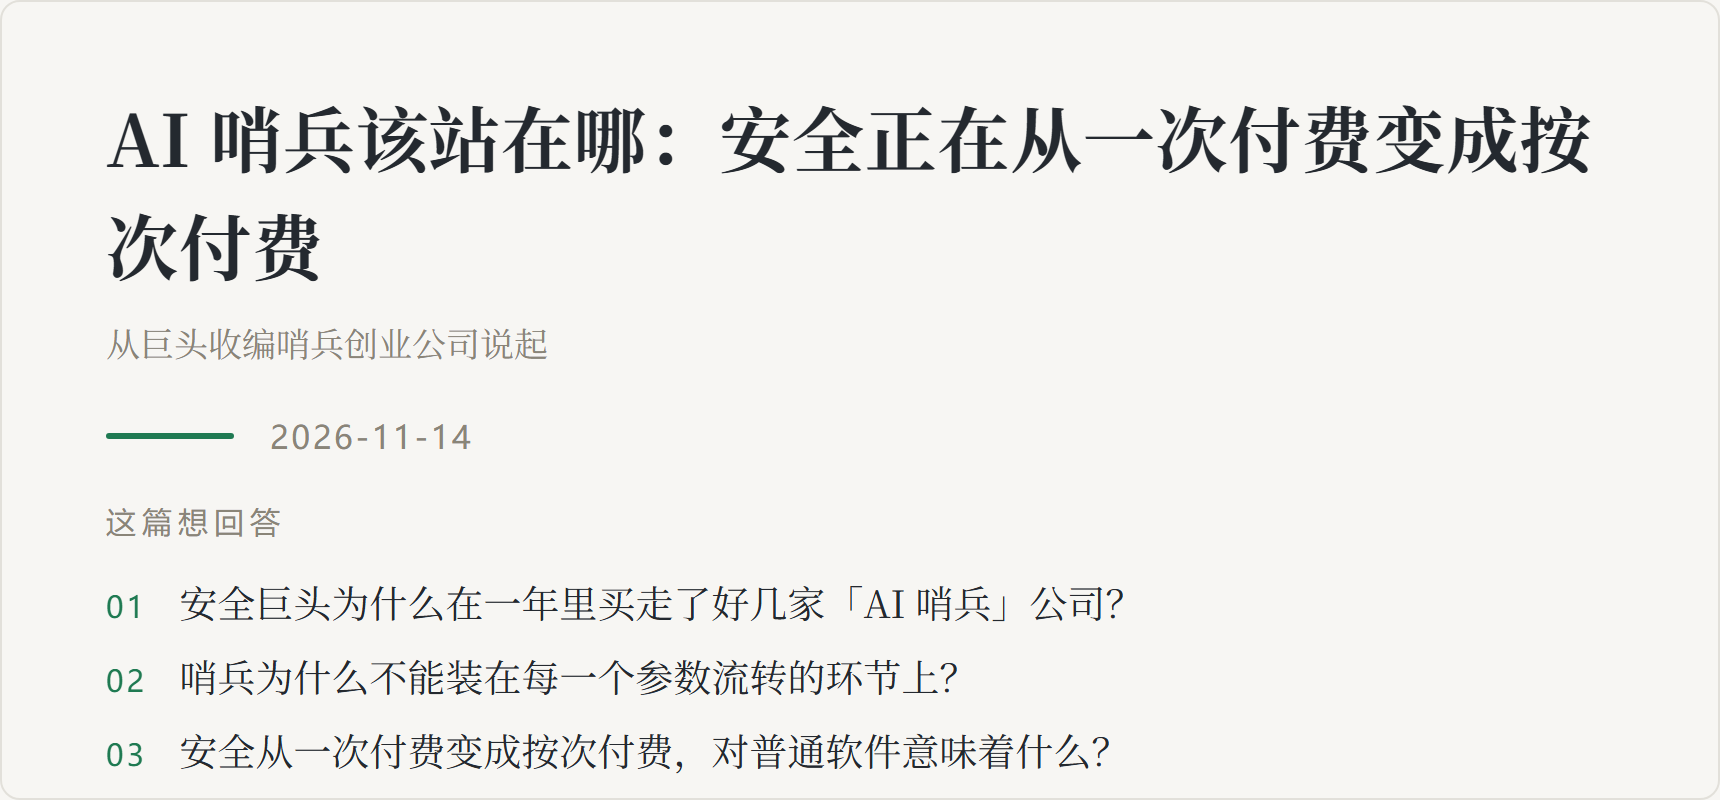 AI 哨兵该站在哪：安全正在从一次付费变成按
次付费
从巨头收编哨兵创业公司说起
2026-11-14
这篇想回答
01 安全巨头为什么在一年里买走了好几家「AI 哨兵」公司？
02 哨兵为什么不能装在每一个参数流转的环节上？
03 安全从一次付费变成按次付费，对普通软件意味着什么？